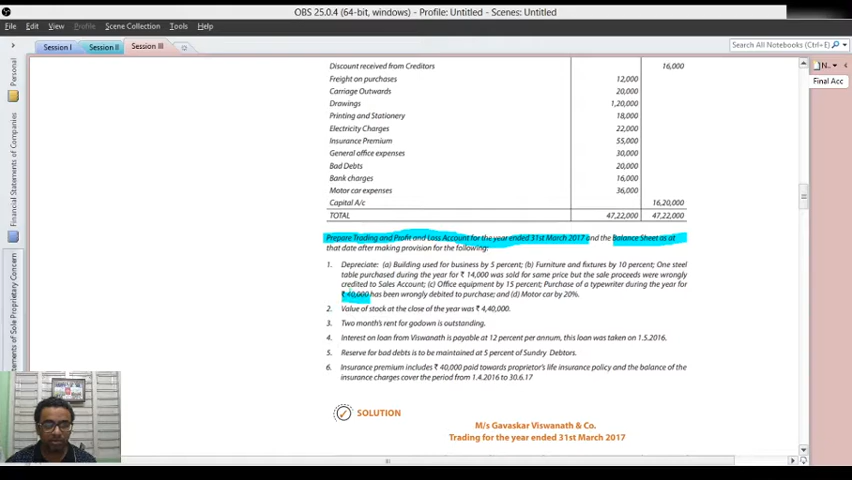 OBS 25.0.4 (64-bit, windows) - Profile: Untitled - Scenes: Untitled
File Edit View Profile Scene Collection Tools Help
Session I Session II Session III
Search All Notebooks (Ctrl+E)
N..
Final Acc
Personal
Financial Statements of Companies
tements of Sole Proprietary Concern
Discount received from Creditors 16,000
Freight on purchases 12,000
Carriage Outwards 20,000
Drawings 1,20,000
Printing and Stationery 18,000
Electricity Charges 22,000
Insurance Premium 55,000
General office expenses 30,000
Bad Debts 20,000
Bank charges 16,000
Motor car expenses 36,000
Capital A/c 16,20,000
TOTAL 47,22,000 47,22,000
Prepare Trading and Profit and Loss Account for the year ended 31st March 2017 and the Balance Sheet as at
that date after making provision for the following:
1. Depreciate: (a) Building used for business by 5 percent; (b) Furniture and fixtures by 10 percent; One steel
table purchased during the year for ₹ 14,000 was sold for same price but the sale proceeds were wrongly
credited to Sales Account; (c) Office equipment by 15 percent; Purchase of a typewriter during the year for
₹ 40,000 has been wrongly debited to purchase; and (d) Motor car by 20%.
2. Value of stock at the close of the year was ₹ 4,40,000.
3. Two month's rent for godown is outstanding.
4. Interest on loan from Viswanath is payable at 12 percent per annum, this loan was taken on 1.5.2016.
5. Reserve for bad debts is to be maintained at 5 percent of Sundry Debtors.
6. Insurance premium includes ₹ 40,000 paid towards proprietor's life insurance policy and the balance of the
insurance charges cover the period from 1.4.2016 to 30.6.17
SOLUTION
M/s Gavaskar Viswanath & Co.
Trading for the year ended 31st March 2017